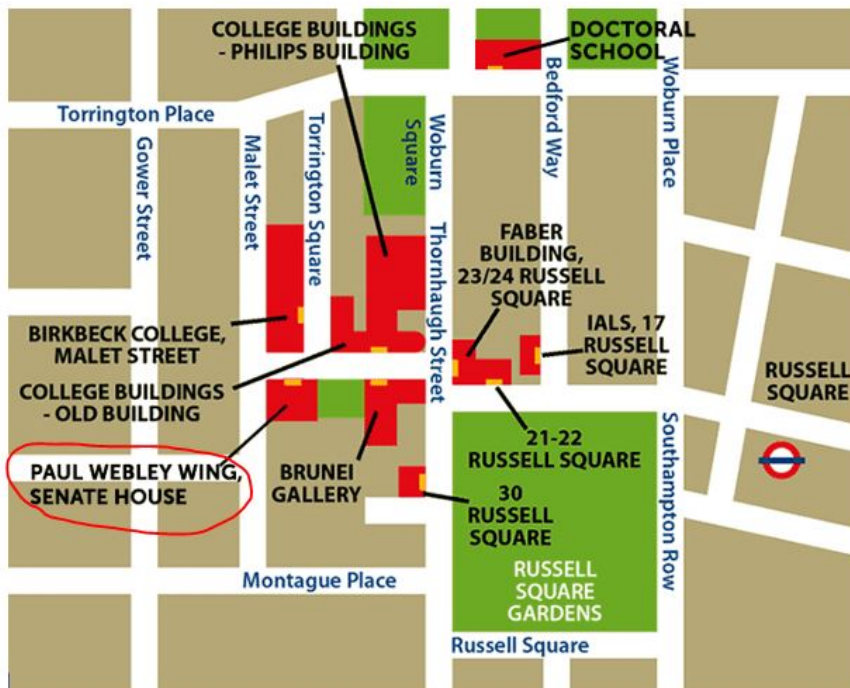 COLLEGE BUILDINGS
- PHILIPS BUILDING
DOCTORAL
SCHOOL
Torrington Place
Gower Street
Malet Street
Torrington Square
Woburn
Square
Bedford Way
Woburn Place
Thornhaugh Street
FABER
BUILDING,
23/24 RUSSELL
SQUARE
BIRKBECK COLLEGE,
MALET STREET
IALS, 17
RUSSELL
SQUARE
RUSSELL
SQUARE
COLLEGE BUILDINGS
- OLD BUILDING
21-22
RUSSELL SQUARE
PAUL WEBLEY WING,
SENATE HOUSE
BRUNEI
GALLERY
30
RUSSELL
SQUARE
Southampton Row
Montague Place
RUSSELL
SQUARE
GARDENS
Russell Square